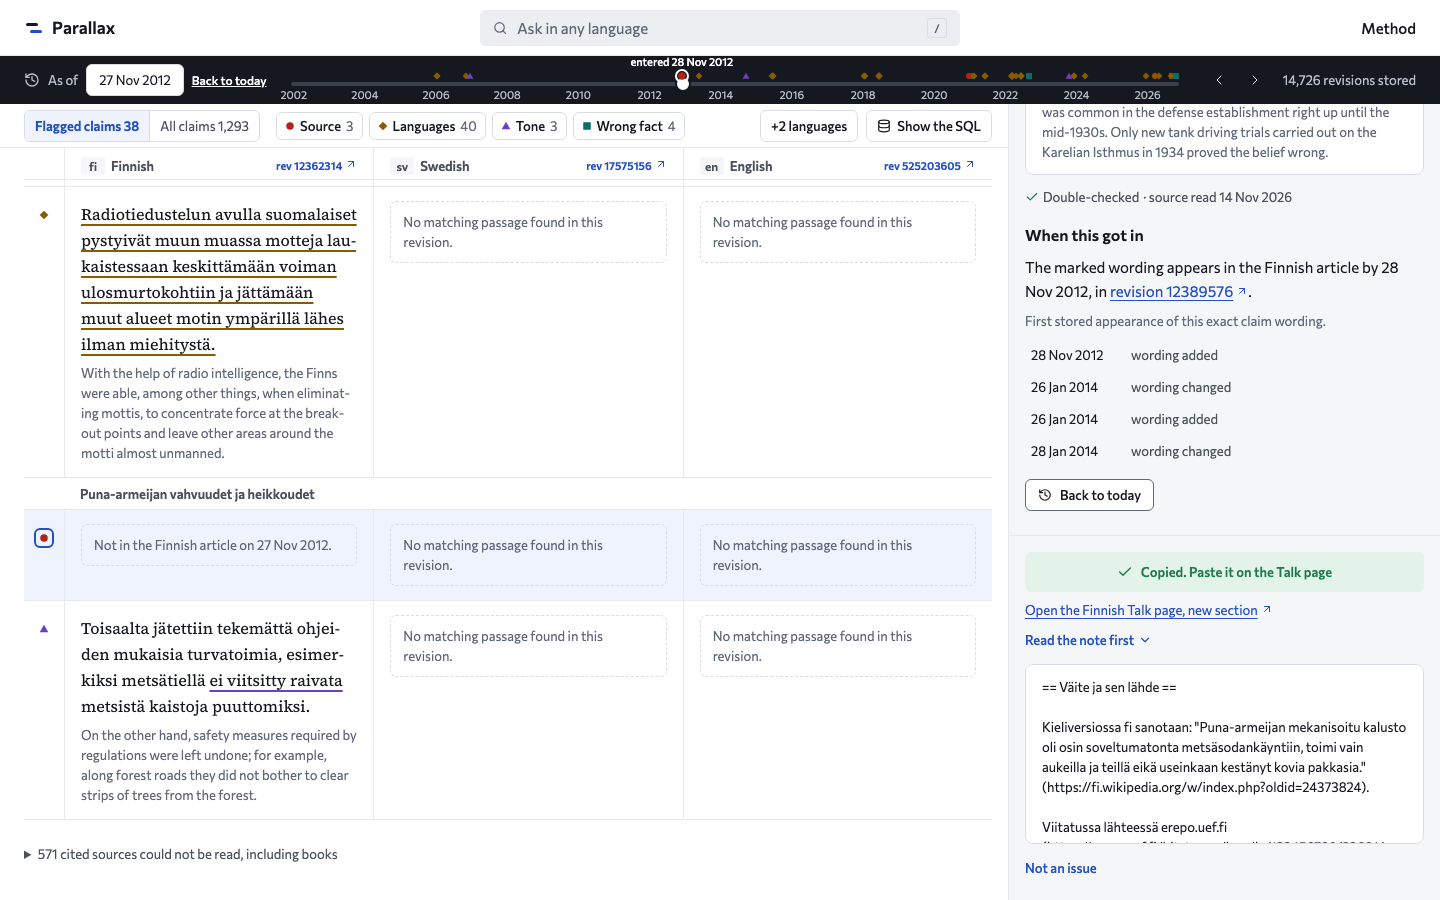 Parallax
Ask in any language
/
Method
As of
27 Nov 2012
Back to today
entered 28 Nov 2012
2002 2004 2006 2008 2010 2012 2014 2016 2018 2020 2022 2024 2026
14,726 revisions stored
Flagged claims 38
All claims 1,293
Source 3
Languages 40
Tone 3
Wrong fact 4
+2 languages
Show the SQL
fi Finnish rev 12362314
sv Swedish rev 17575156
en English rev 525203605
Radiotiedustelun avulla suomalaiset
pystyivät muun muassa motteja lau-
kaistessaan keskittämään voiman
ulosmurtokohtiin ja jättämään
muut alueet motin ympärillä lähes
ilman miehitystä.
With the help of radio intelligence, the Finns
were able, among other things, when eliminat-
ing mottis, to concentrate force at the break-
out points and leave other areas around the
motti almost unmanned.
No matching passage found in this
revision.
No matching passage found in this
revision.
Puna-armeijan vahvuudet ja heikkoudet
Not in the Finnish article on 27 Nov 2012.
No matching passage found in this
revision.
No matching passage found in this
revision.
Toisaalta jätettiin tekemättä ohjei-
den mukaisia turvatoimia, esimer-
kiksi metsätiellä ei viitsitty raivata
metsistä kaistoja puuttomiksi.
On the other hand, safety measures required by
regulations were left undone; for example,
along forest roads they did not bother to clear
strips of trees from the forest.
No matching passage found in this
revision.
No matching passage found in this
revision.
571 cited sources could not be read, including books
was common in the defense establishment right up until the
mid-1930s. Only new tank driving trials carried out on the
Karelian Isthmus in 1934 proved the belief wrong.
Double-checked · source read 14 Nov 2026
When this got in
The marked wording appears in the Finnish article by 28
Nov 2012, in revision 12389576 .
First stored appearance of this exact claim wording.
28 Nov 2012 wording added
26 Jan 2014 wording changed
26 Jan 2014 wording added
28 Jan 2014 wording changed
Back to today
Copied. Paste it on the Talk page
Open the Finnish Talk page, new section
Read the note first
== Väite ja sen lähde ==
Kieliversiossa fi sanotaan: "Puna-armeijan mekanisoitu kalusto
oli osin soveltumatonta metsäsodankäyntiin, toimi vain
aukeilla ja teillä eikä useinkaan kestänyt kovia pakkasia."
(https://fi.wikipedia.org/w/index.php?oldid=24373824).
Viitatussa lähteessä erepo.uef.fi
Not an issue